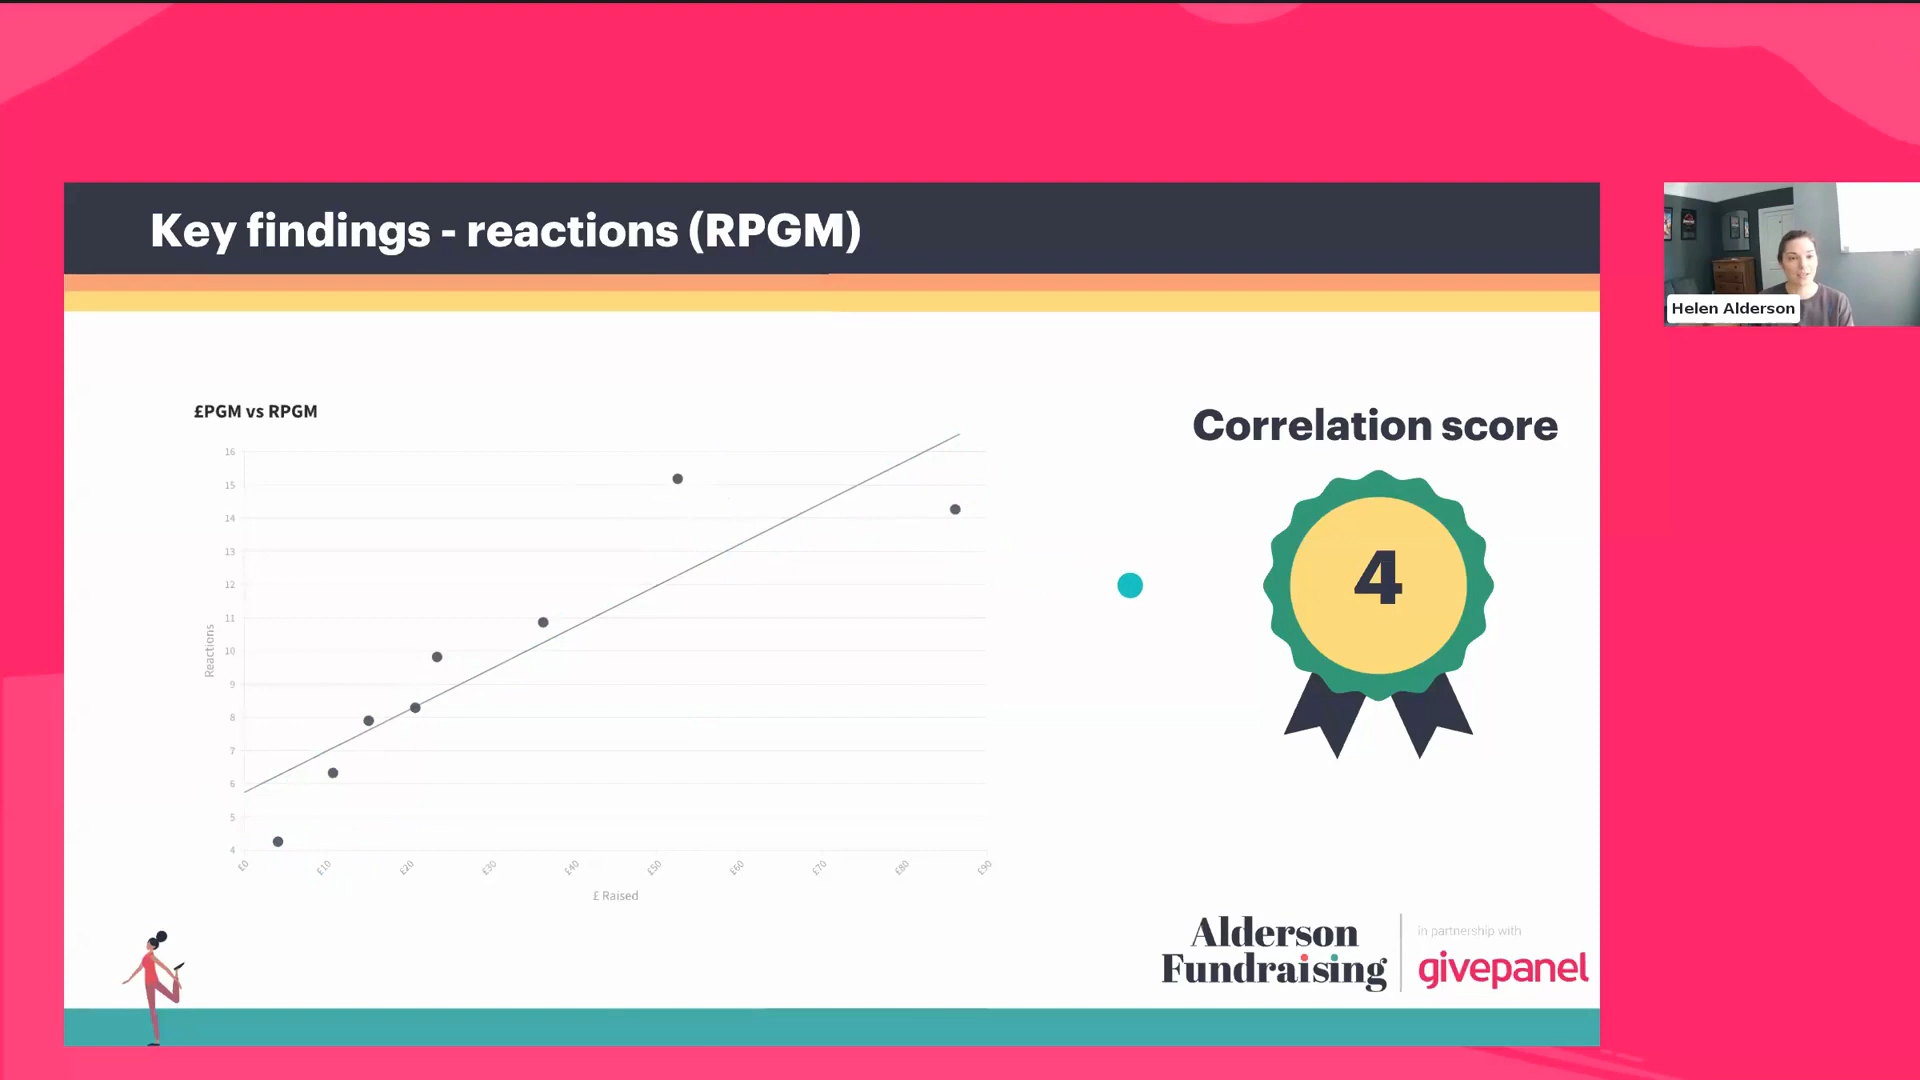 Key findings - reactions (RPGM)
Helen Alderson
£PGM vs RPGM
Correlation score
4
16
15
14
13
12
11
10
9
8
7
6
5
4
Reactions
£0
£10
£20
£30
£40
£50
£60
£70
£80
£90
£ Raised
Alderson
Fundraising
in partnership with
givepanel